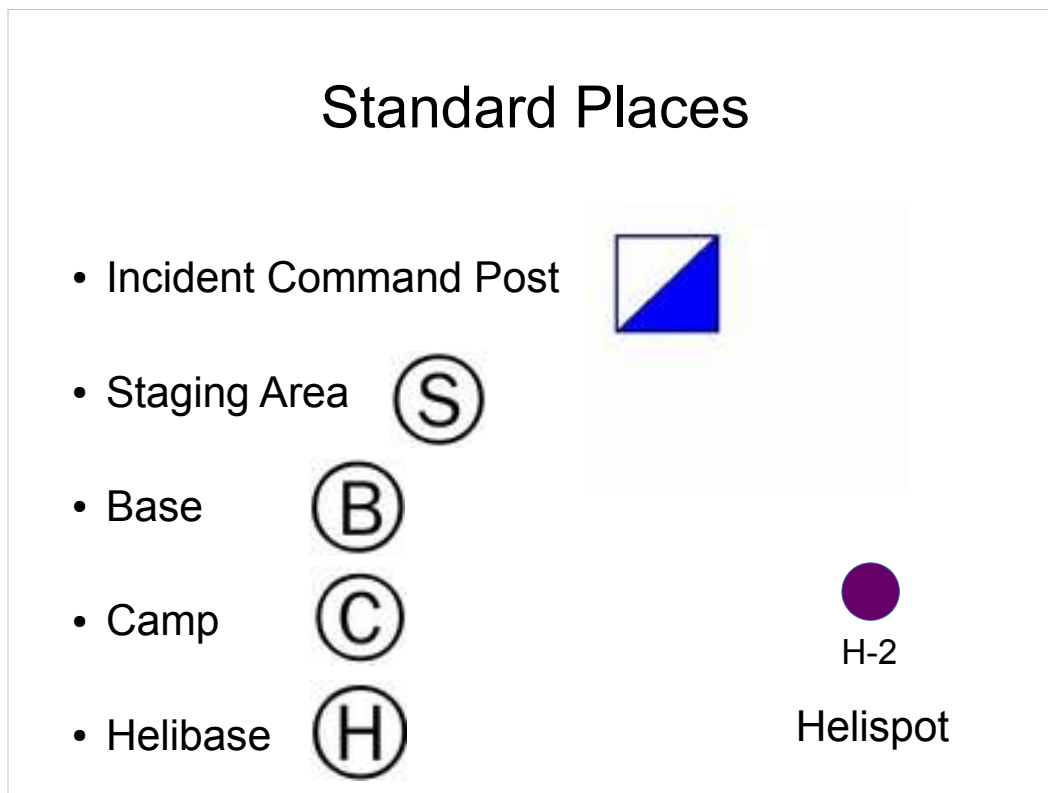 Standard Places
• Incident Command Post
• Staging Area S
• Base B
• Camp C
• Helibase H
H-2
Helispot